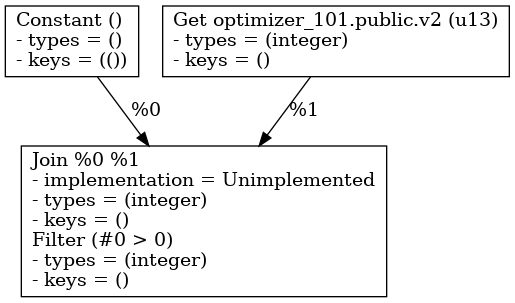 Constant ()
- types = ()
- keys = (())
Get optimizer_101.public.v2 (u13)
- types = (integer)
- keys = ()
%0
%1
Join %0 %1
- implementation = Unimplemented
- types = (integer)
- keys = ()
Filter (#0 > 0)
- types = (integer)
- keys = ()